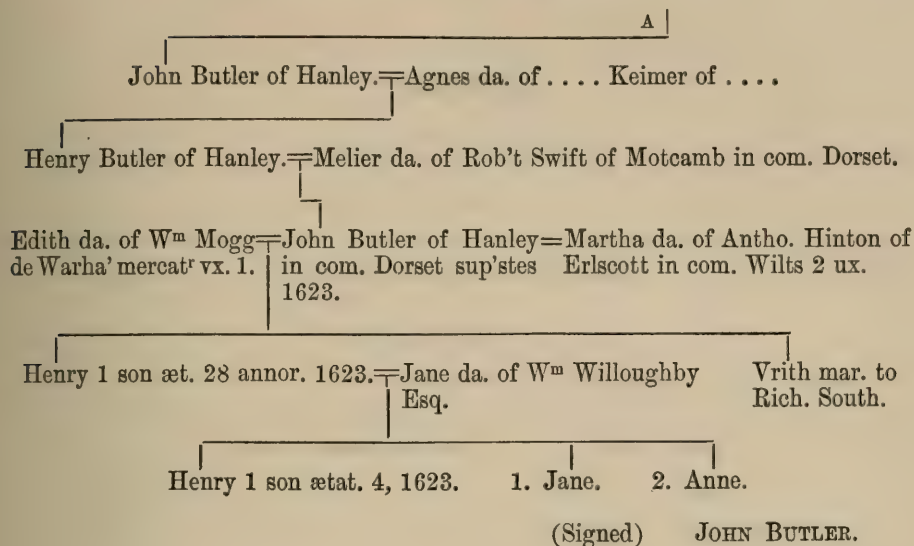 A
John Butler of Hanley.=Agnes da. of .... Keimer of ....
Henry Butler of Hanley.=Melier da. of Rob't Swift of Motcamb in com. Dorset.
Edith da. of Wᵐ Mogg=John Butler of Hanley=Martha da. of Antho. Hinton of
de Warha' mercatʳ vx. 1. in com. Dorset sup'stes Erlscott in com. Wilts 2 ux.
1623.
Henry 1 son æt. 28 annor. 1623.=Jane da. of Wᵐ Willoughby Vrith mar. to
Esq. Rich. South.
Henry 1 son ætat. 4, 1623. 1. Jane. 2. Anne.
(Signed) JOHN BUTLER.